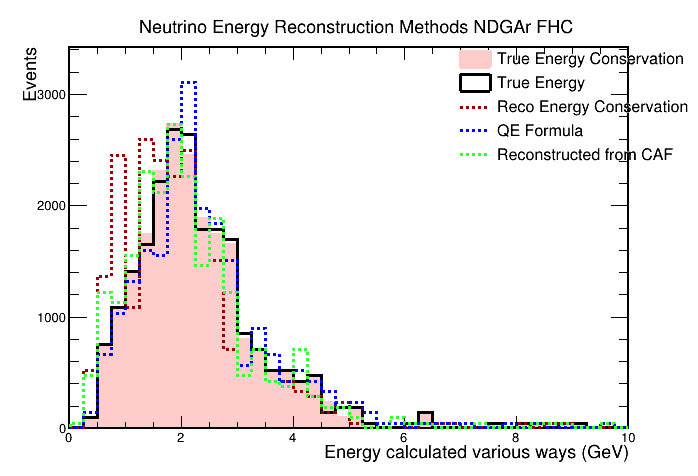 Neutrino Energy Reconstruction Methods NDGAr FHC
Events
True Energy Conservation
True Energy
Reco Energy Conservation
QE Formula
Reconstructed from CAF
3000
2000
1000
0
0 2 4 6 8 10
Energy calculated various ways (GeV)